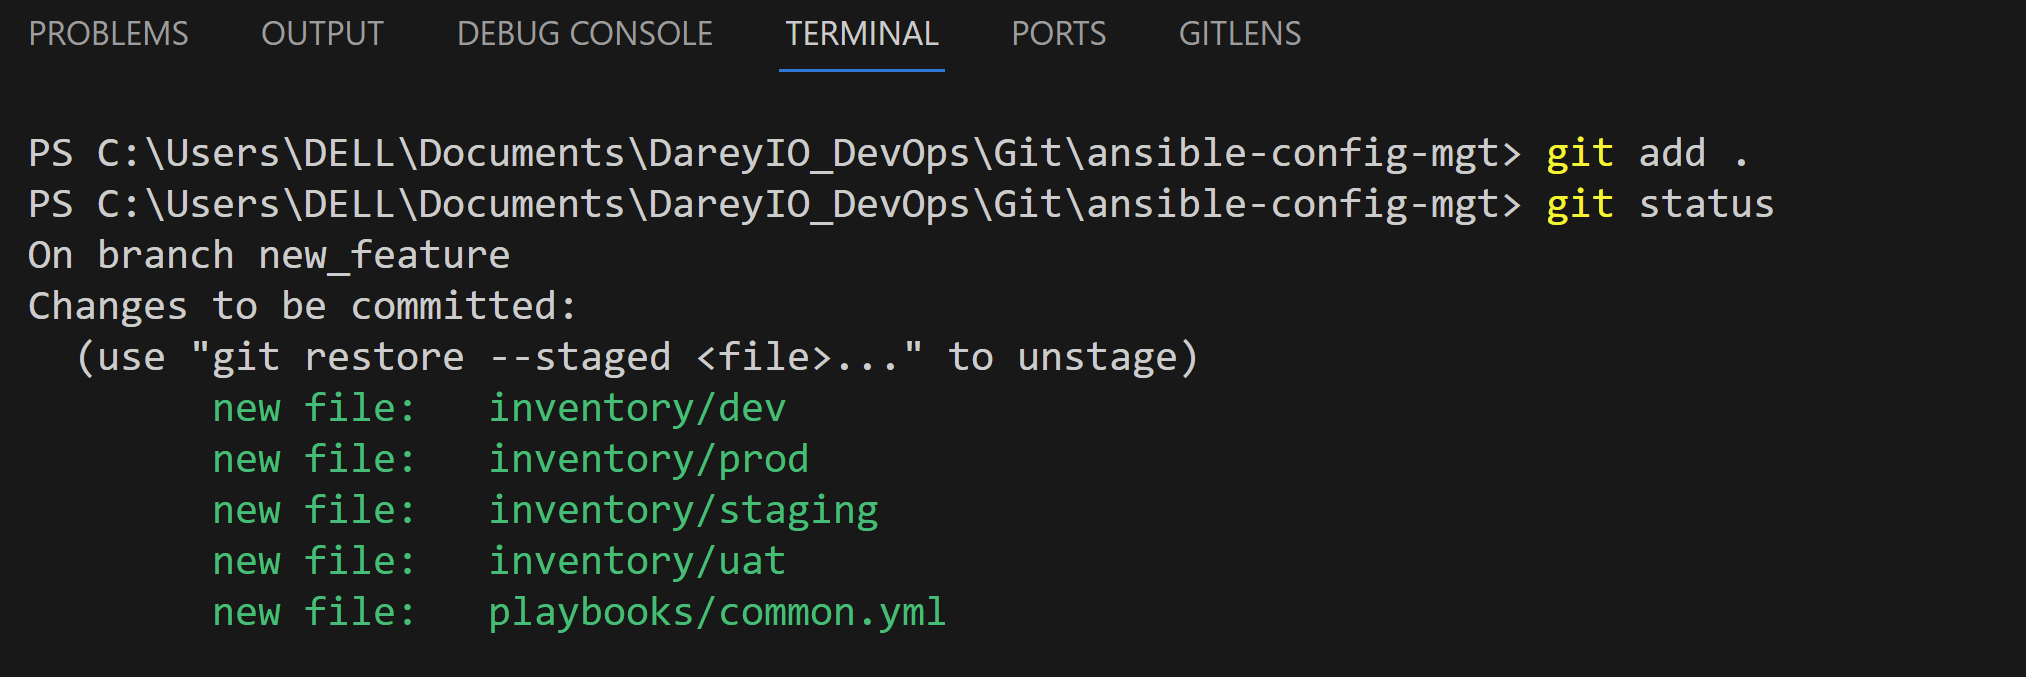 PROBLEMS OUTPUT DEBUG CONSOLE TERMINAL PORTS GITLENS
PS C:\Users\DELL\Documents\DareyIO_DevOps\Git\ansible-config-mgt> git add .
PS C:\Users\DELL\Documents\DareyIO_DevOps\Git\ansible-config-mgt> git status
On branch new_feature
Changes to be committed:
  (use "git restore --staged <file>..." to unstage)
        new file:   inventory/dev
        new file:   inventory/prod
        new file:   inventory/staging
        new file:   inventory/uat
        new file:   playbooks/common.yml